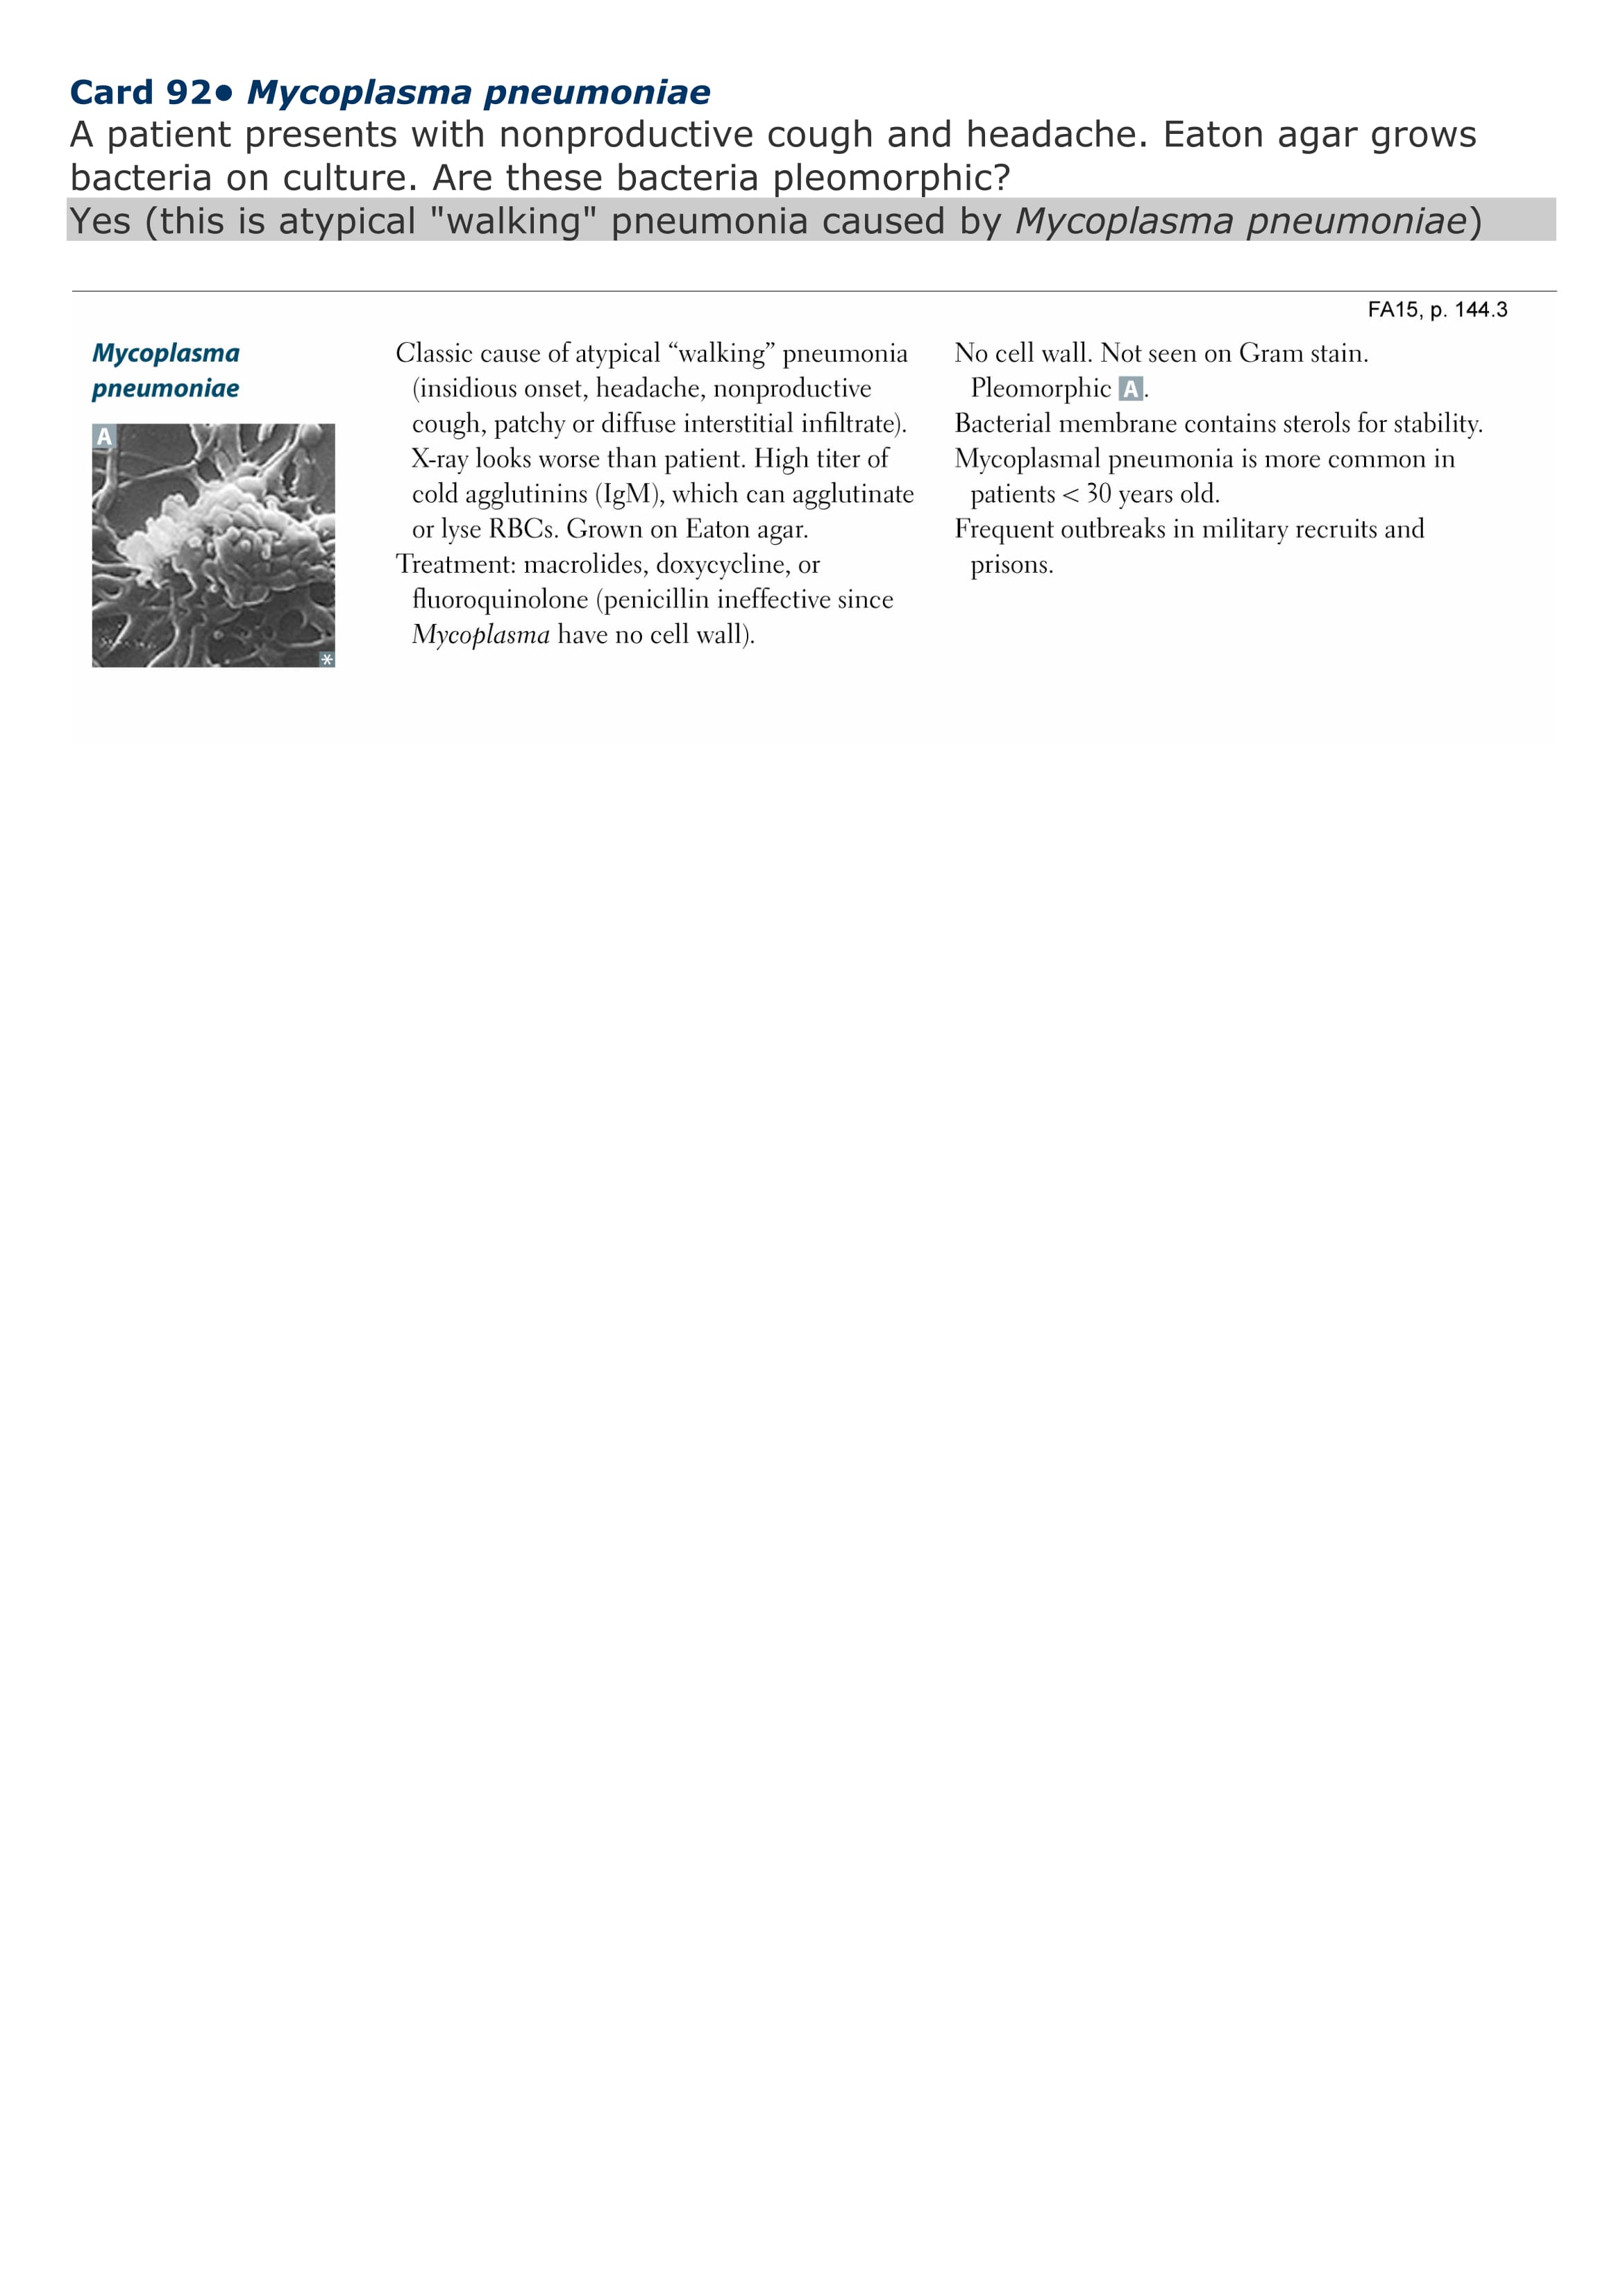 Card 92● Mycoplasma pneumoniae
A patient presents with nonproductive cough and headache. Eaton agar grows
bacteria on culture. Are these bacteria pleomorphic?
Yes (this is atypical "walking" pneumonia caused by Mycoplasma pneumoniae)
FA15, p. 144.3
Mycoplasma
pneumoniae
A
*
Classic cause of atypical “walking” pneumonia
(insidious onset, headache, nonproductive
cough, patchy or diffuse interstitial infiltrate).
X-ray looks worse than patient. High titer of
cold agglutinins (IgM), which can agglutinate
or lyse RBCs. Grown on Eaton agar.
Treatment: macrolides, doxycycline, or
fluoroquinolone (penicillin ineffective since
Mycoplasma have no cell wall).
No cell wall. Not seen on Gram stain.
Pleomorphic A.
Bacterial membrane contains sterols for stability.
Mycoplasmal pneumonia is more common in
patients < 30 years old.
Frequent outbreaks in military recruits and
prisons.